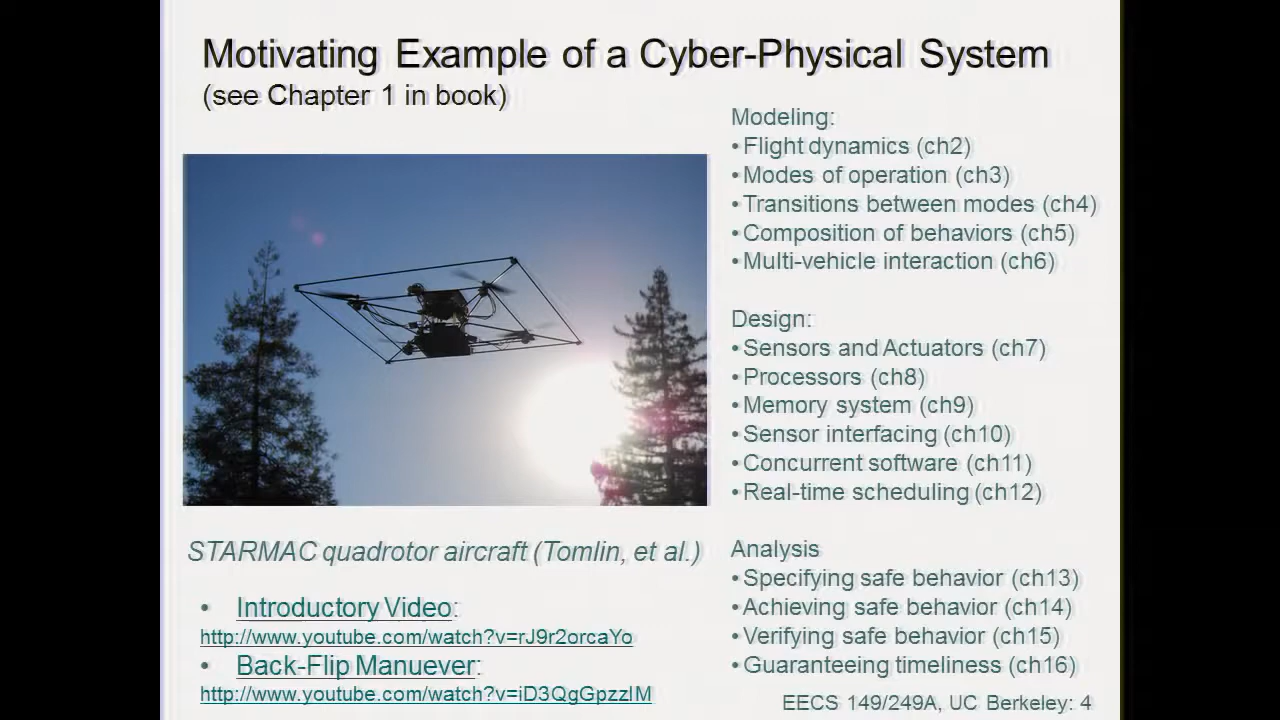 Motivating Example of a Cyber-Physical System
(see Chapter 1 in book)
Modeling:
•Flight dynamics (ch2)
•Modes of operation (ch3)
•Transitions between modes (ch4)
•Composition of behaviors (ch5)
•Multi-vehicle interaction (ch6)
Design:
•Sensors and Actuators (ch7)
•Processors (ch8)
•Memory system (ch9)
•Sensor interfacing (ch10)
•Concurrent software (ch11)
•Real-time scheduling (ch12)
Analysis
•Specifying safe behavior (ch13)
•Achieving safe behavior (ch14)
•Verifying safe behavior (ch15)
•Guaranteeing timeliness (ch16)
STARMAC quadrotor aircraft (Tomlin, et al.)
• Introductory Video:
http://www.youtube.com/watch?v=rJ9r2orcaYo
• Back-Flip Manuever:
http://www.youtube.com/watch?v=iD3QgGpzzIM
EECS 149/249A, UC Berkeley: 4